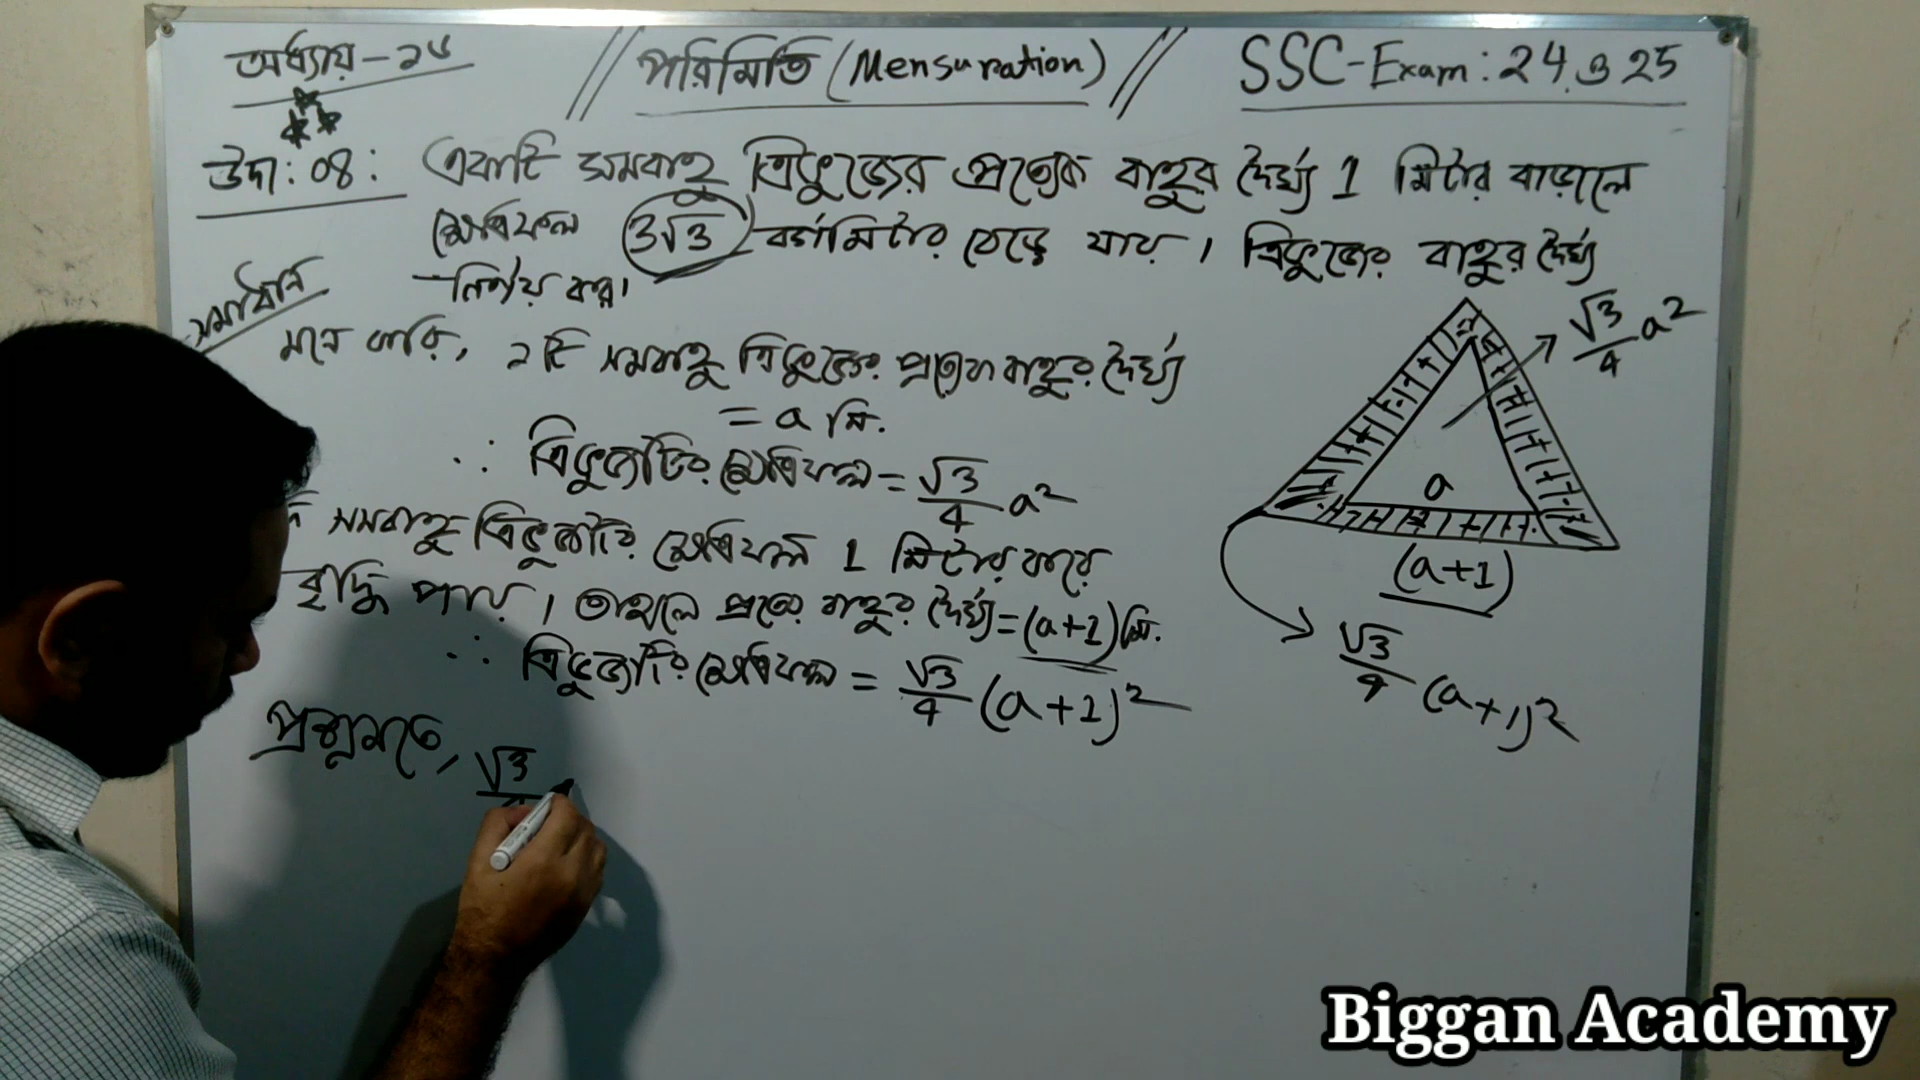 অধ্যায় - ১৬
// পরিমিতি (Mensuration) //
SSC-Exam : 24 ও 25
উদা : 08 : একটি সমবাহু ত্রিভুজের প্রত্যেক বাহুর দৈর্ঘ্য 1 মিটার বাড়ালে
ক্ষেত্রফল 3√3 বর্গমিটার বেড়ে যায়। ত্রিভুজের বাহুর দৈর্ঘ্য
নির্ণয় কর।
সমাধান
মনে করি, ১টি সমবাহু ত্রিভুজের প্রত্যেক বাহুর দৈর্ঘ্য
= a মি.
∴ ত্রিভুজটির ক্ষেত্রফল = √3/4 a²
সমবাহু ত্রিভুজটির ক্ষেত্রফল 1 মিটার করে
বৃদ্ধি পায়। তাহলে প্রত্যেক বাহুর দৈর্ঘ্য = (a+1) মি.
∴ ত্রিভুজটির ক্ষেত্রফল = √3/4 (a+1)²
প্রশ্নমতে, √3
√3/4 a²
a
(a+1)
√3/4 (a+1)²
Biggan Academy